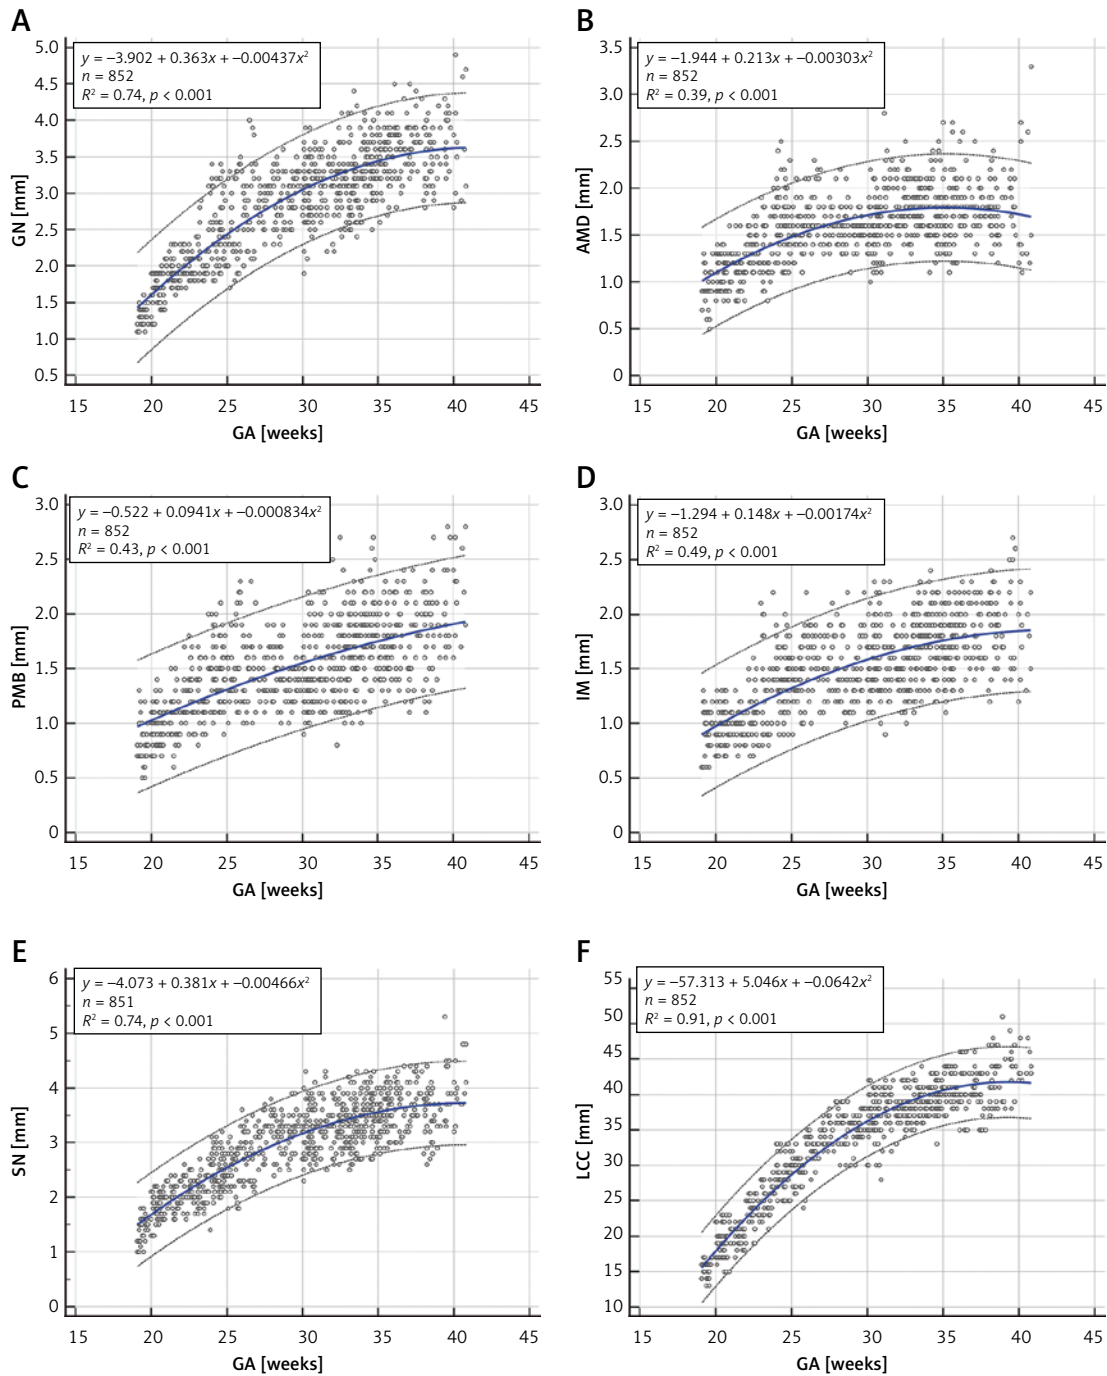 A
y = −3.902 + 0.363x + −0.00437x²
n = 852
R² = 0.74, p < 0.001
5.0
4.5
4.0
3.5
3.0
2.5
2.0
1.5
1.0
0.5
GN [mm]
15 20 25 30 35 40 45
GA [weeks]
B
y = −1.944 + 0.213x + −0.00303x²
n = 852
R² = 0.39, p < 0.001
3.5
3.0
2.5
2.0
1.5
1.0
0.5
0
AMD [mm]
15 20 25 30 35 40 45
GA [weeks]
C
y = −0.522 + 0.0941x + −0.000834x²
n = 852
R² = 0.43, p < 0.001
3.0
2.5
2.0
1.5
1.0
0.5
0
PMB [mm]
15 20 25 30 35 40 45
GA [weeks]
D
y = −1.294 + 0.148x + −0.00174x²
n = 852
R² = 0.49, p < 0.001
3.0
2.5
2.0
1.5
1.0
0.5
0
IM [mm]
15 20 25 30 35 40 45
GA [weeks]
E
y = −4.073 + 0.381x + −0.00466x²
n = 851
R² = 0.74, p < 0.001
6
5
4
3
2
1
0
SN [mm]
15 20 25 30 35 40 45
GA [weeks]
F
y = −57.313 + 5.046x + −0.0642x²
n = 852
R² = 0.91, p < 0.001
55
50
45
40
35
30
25
20
15
10
LCC [mm]
15 20 25 30 35 40 45
GA [weeks]